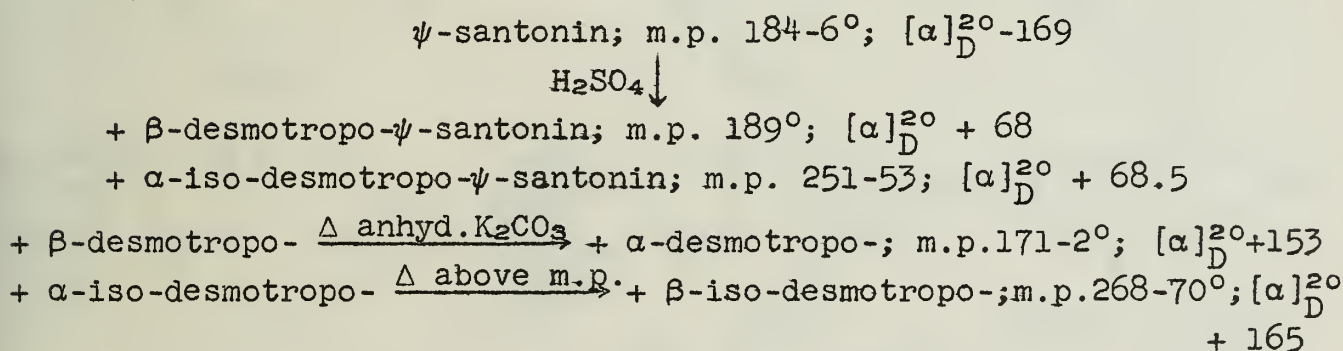 ψ-santonin; m.p. 184-6°; [α]D20-169
H2SO4↓
+ β-desmotropo-ψ-santonin; m.p. 189°; [α]D20 + 68
+ α-iso-desmotropo-ψ-santonin; m.p. 251-53; [α]D20 + 68.5
+ β-desmotropo- Δ anhyd.K2CO3 → + α-desmotropo-; m.p.171-2°; [α]D20+153
+ α-iso-desmotropo- Δ above m.p. → + β-iso-desmotropo-;m.p.268-70°;[α]D20
+ 165